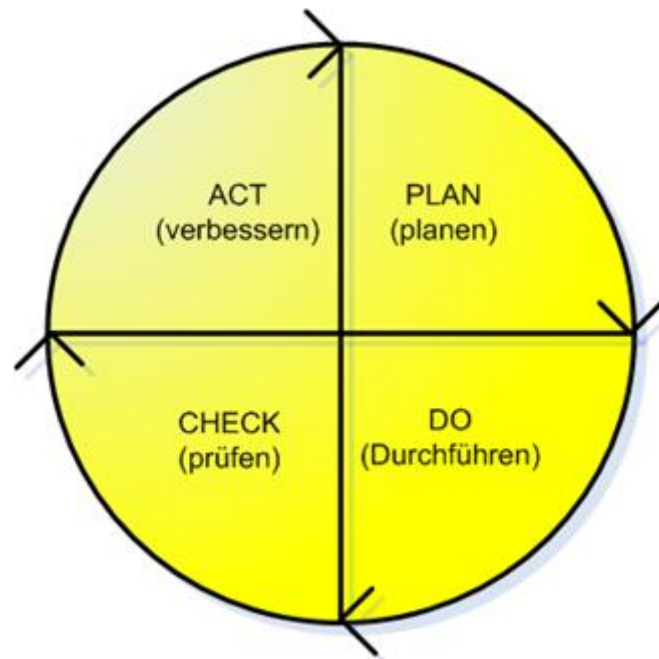 ACT
(verbessern)
PLAN
(planen)
CHECK
(prüfen)
DO
(Durchführen)